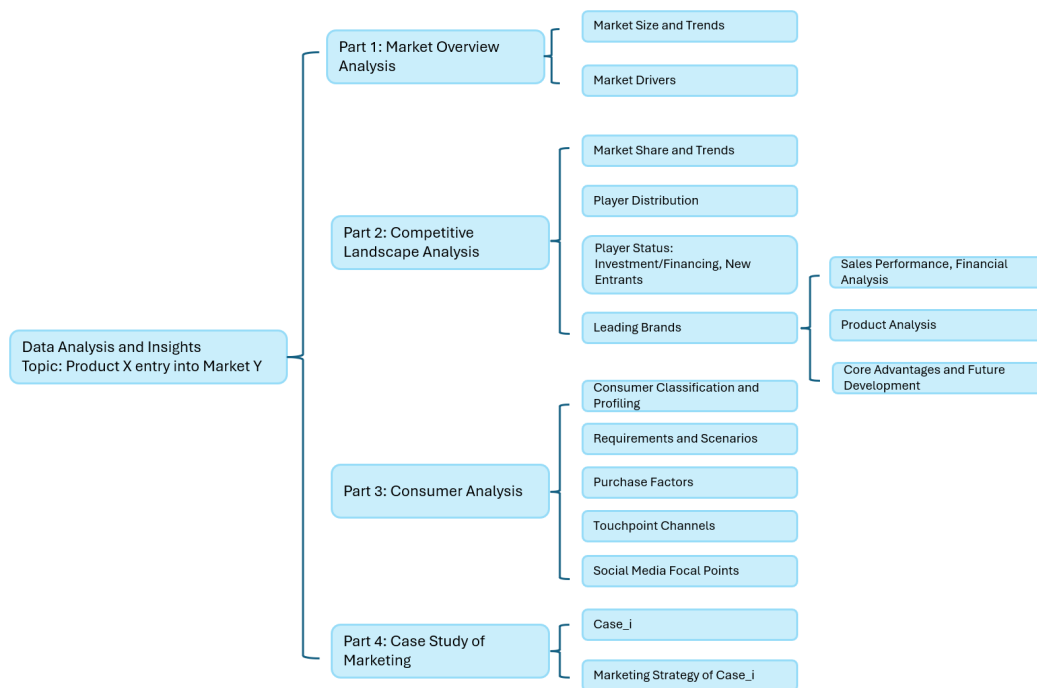 Data Analysis and Insights
Topic: Product X entry into Market Y
Part 1: Market Overview
Analysis
Market Size and Trends
Market Drivers
Part 2: Competitive
Landscape Analysis
Market Share and Trends
Player Distribution
Player Status:
Investment/Financing, New
Entrants
Leading Brands
Sales Performance, Financial
Analysis
Product Analysis
Core Advantages and Future
Development
Part 3: Consumer Analysis
Consumer Classification and
Profiling
Requirements and Scenarios
Purchase Factors
Touchpoint Channels
Social Media Focal Points
Part 4: Case Study of
Marketing
Case_i
Marketing Strategy of Case_i